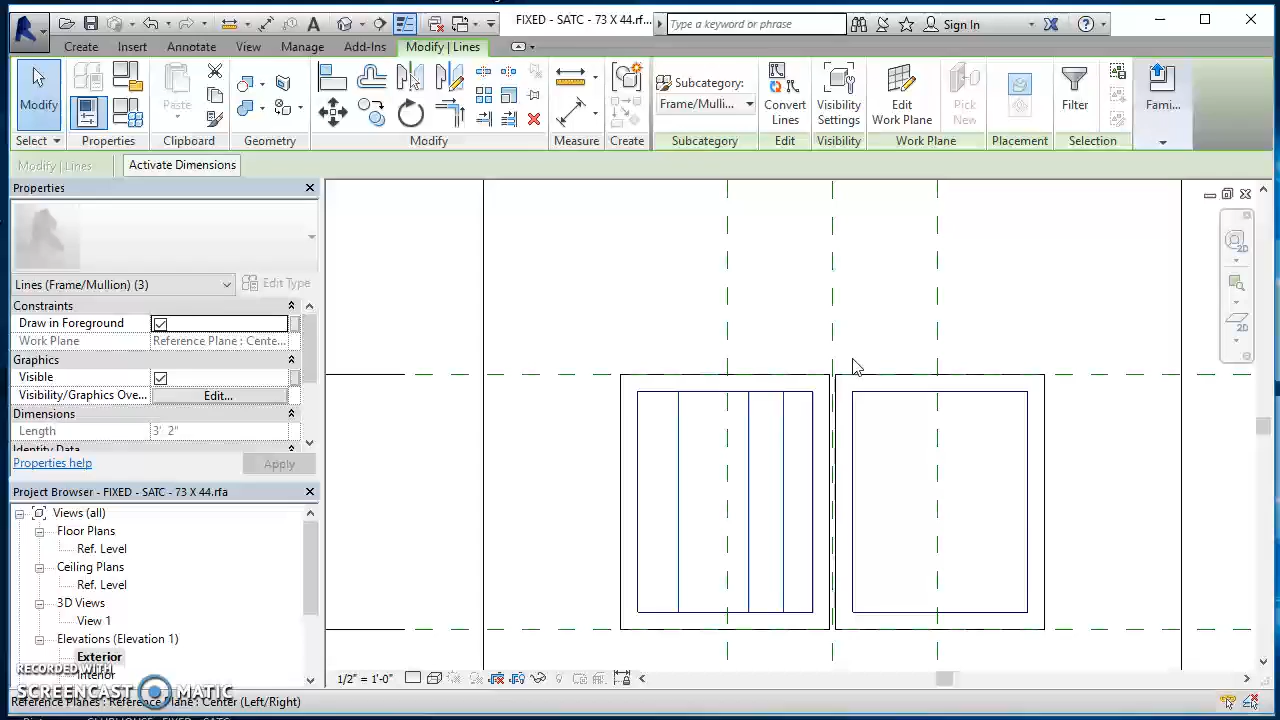 FIXED - SATC - 73 X 44.rfa...
Type a keyword or phrase
Sign In
Create
Insert
Annotate
View
Manage
Add-Ins
Modify | Lines
Modify
Paste
Subcategory:
Frame/Mulli...
Convert
Lines
Visibility
Settings
Edit
Work Plane
Pick
New
Filter
Fami...
Select
Properties
Clipboard
Geometry
Modify
Measure
Create
Subcategory
Edit
Visibility
Work Plane
Placement
Selection
Modify | Lines
Activate Dimensions
Properties
Lines (Frame/Mullion) (3)
Edit Type
Constraints
Draw in Foreground
Work Plane
Reference Plane : Cente...
Graphics
Visible
Visibility/Graphics Ove...
Edit...
Dimensions
Length
3' 2"
Identity Data
Properties help
Apply
Project Browser - FIXED - SATC - 73 X 44.rfa
Views (all)
Floor Plans
Ref. Level
Ceiling Plans
Ref. Level
3D Views
View 1
Elevations (Elevation 1)
Exterior
Interior
RECORDED WITH
SCREENCAST MATIC
1/2" = 1'-0"
Reference Planes : Reference Plane : Center (Left/Right)
2D
2D